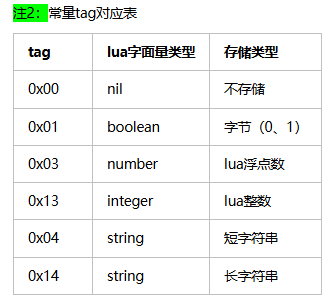 注2：常量tag对应表
tag lua字面量类型 存储类型
0x00 nil 不存储
0x01 boolean 字节（0、1）
0x03 number lua浮点数
0x13 integer lua整数
0x04 string 短字符串
0x14 string 长字符串